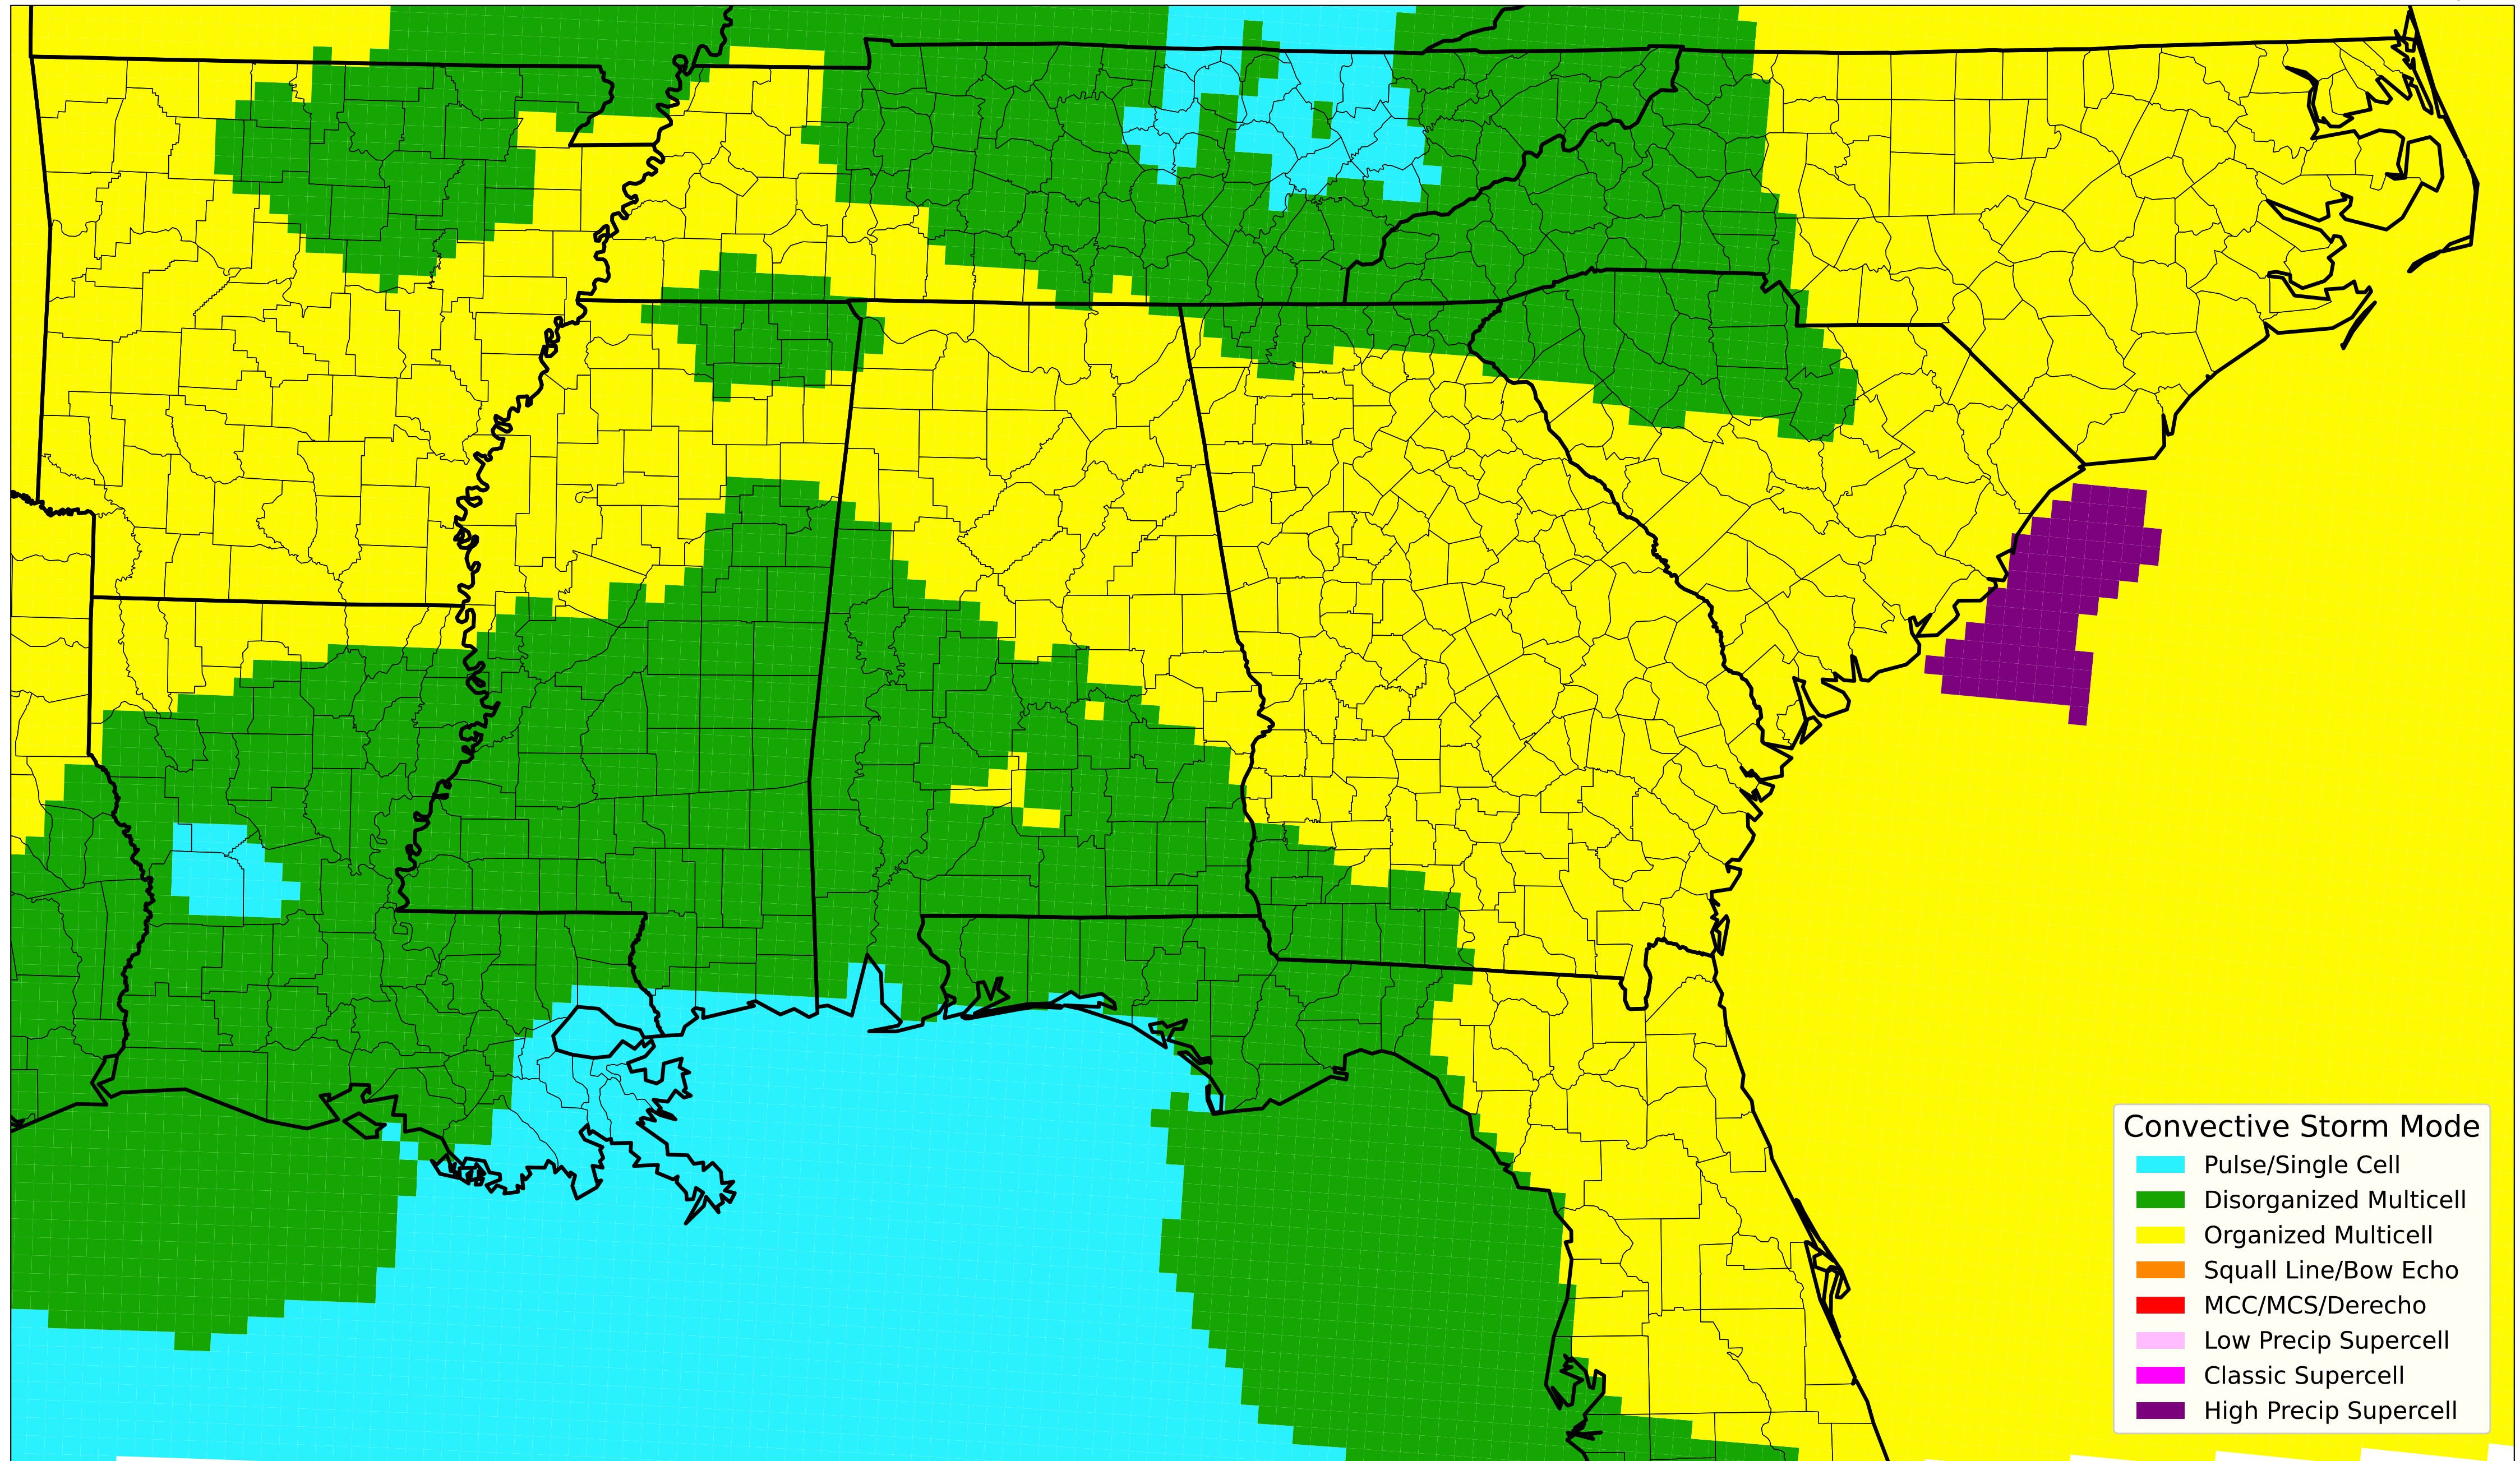 Convective Storm Mode
Pulse/Single Cell
Disorganized Multicell
Organized Multicell
Squall Line/Bow Echo
MCC/MCS/Derecho
Low Precip Supercell
Classic Supercell
High Precip Supercell